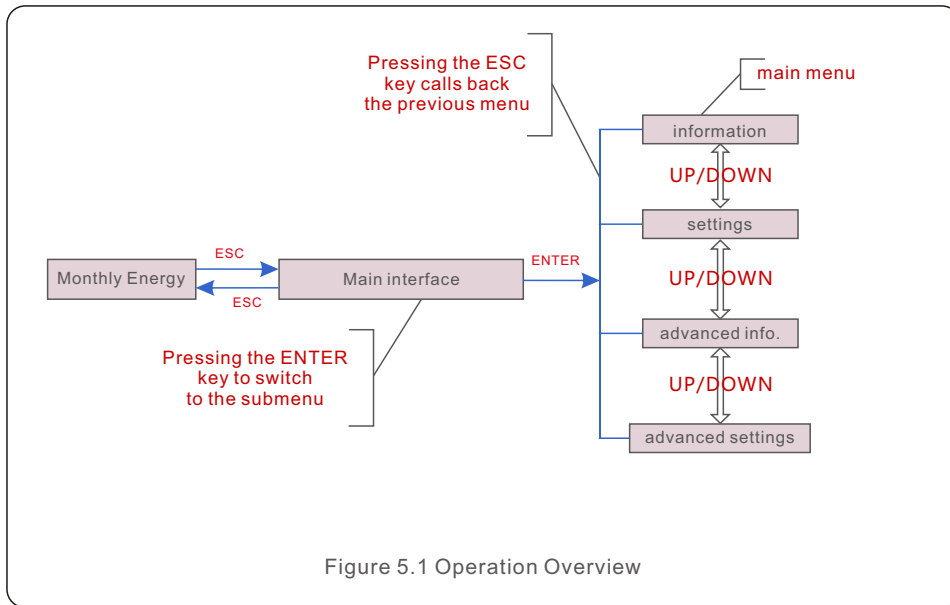 Pressing the ESC
key calls back
the previous menu
main menu
information
UP/DOWN
settings
ESC
ENTER
Monthly Energy
Main interface
UP/DOWN
ESC
advanced info.
Pressing the ENTER
key to switch
to the submenu
UP/DOWN
advanced settings
Figure 5.1 Operation Overview